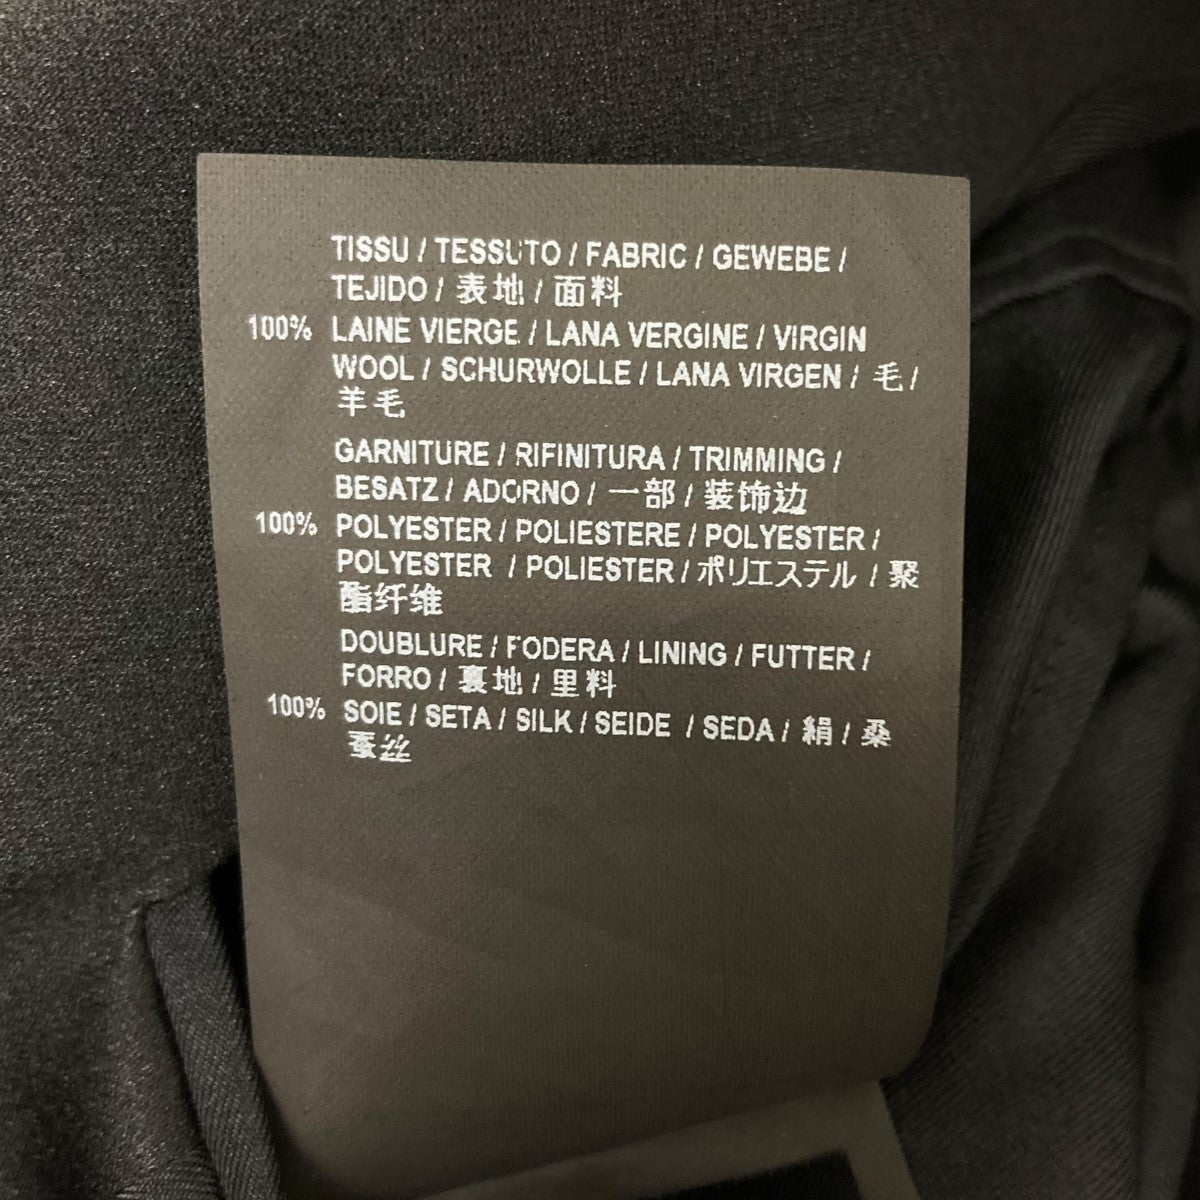 TISSU / TESSUTO / FABRIC / GEWEBE /
TEJIDO / 表地 / 面料
100% LAINE VIERGE / LANA VERGINE / VIRGIN
WOOL / SCHURWOLLE / LANA VIRGEN / 毛 /
羊毛
GARNITURE / RIFINITURA / TRIMMING /
BESATZ / ADORNO / 一部 / 装饰边
100% POLYESTER / POLIESTERE / POLYESTER /
POLYESTER / POLIESTER / ポリエステル / 聚
酯纤维
DOUBLURE / FODERA / LINING / FUTTER /
FORRO / 裏地 / 里料
100% SOIE / SETA / SILK / SEIDE / SEDA / 絹 / 桑
蚕丝